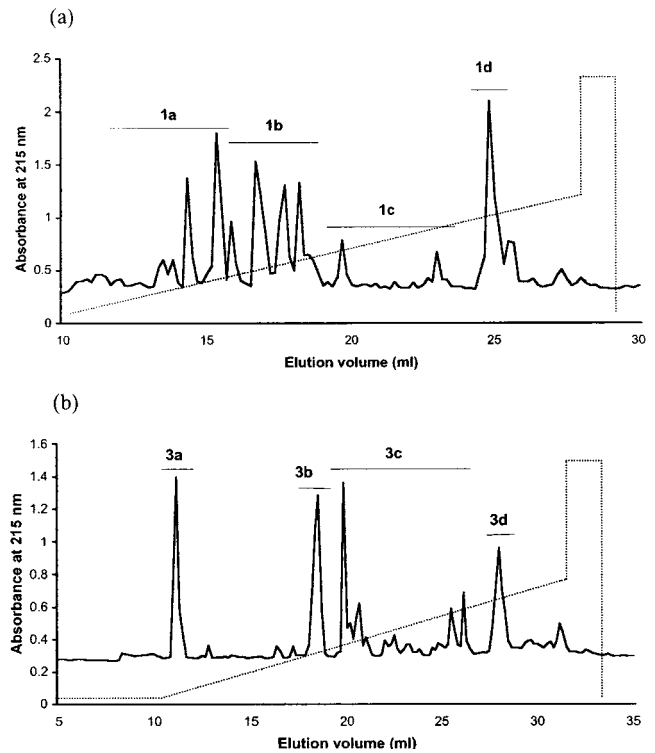 (a)
1d
1a
1b
1c
2.5
2
1.5
1
0.5
0
Absorbance at 215 nm
10
15
20
25
30
Elution volume (ml)
(b)
3a
3b
3c
3d
1.6
1.4
1.2
1
0.8
0.6
0.4
0.2
0
Absorbance at 215 nm
5
10
15
20
25
30
35
Elution volume (ml)